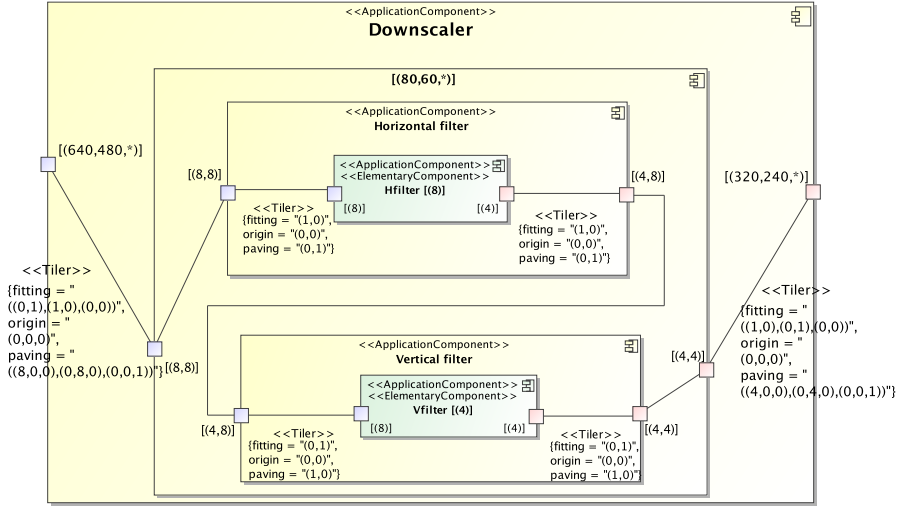 <<ApplicationComponent>>
Downscaler
[(80,60,*)]
<<ApplicationComponent>>
Horizontal filter
[(640,480,*)]
<<ApplicationComponent>>
<<ElementaryComponent>>
Hfilter [(8)]
[(8,8)]
[(4,8)]
[(320,240,*)]
[(8)]
[(4)]
<<Tiler>>
{fitting = "(1,0)",
origin = "(0,0)",
paving = "(0,1)"}
<<Tiler>>
{fitting = "(1,0)",
origin = "(0,0)",
paving = "(0,1)"}
<<Tiler>>
{fitting = "
((0,1),(1,0),(0,0))",
origin = "
(0,0,0)",
paving = "
((8,0,0),(0,8,0),(0,0,1))"}
[(8,8)]
<<Tiler>>
{fitting = "
((1,0),(0,1),(0,0))",
origin = "
(0,0,0)",
paving = "
((4,0,0),(0,4,0),(0,0,1))"}
<<ApplicationComponent>>
Vertical filter
[(4,4)]
<<ApplicationComponent>>
<<ElementaryComponent>>
Vfilter [(4)]
[(4,8)]
[(8)]
[(4)]
[(4,4)]
<<Tiler>>
{fitting = "(0,1)",
origin = "(0,0)",
paving = "(1,0)"}
<<Tiler>>
{fitting = "(0,1)",
origin = "(0,0)",
paving = "(1,0)"}